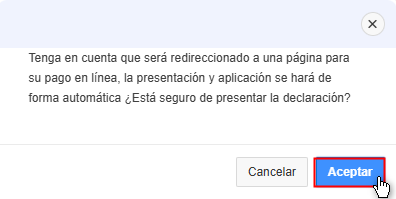 Tenga en cuenta que será redireccionado a una página para
su pago en línea, la presentación y aplicación se hará de
forma automática ¿Está seguro de presentar la declaración?
Cancelar
Aceptar